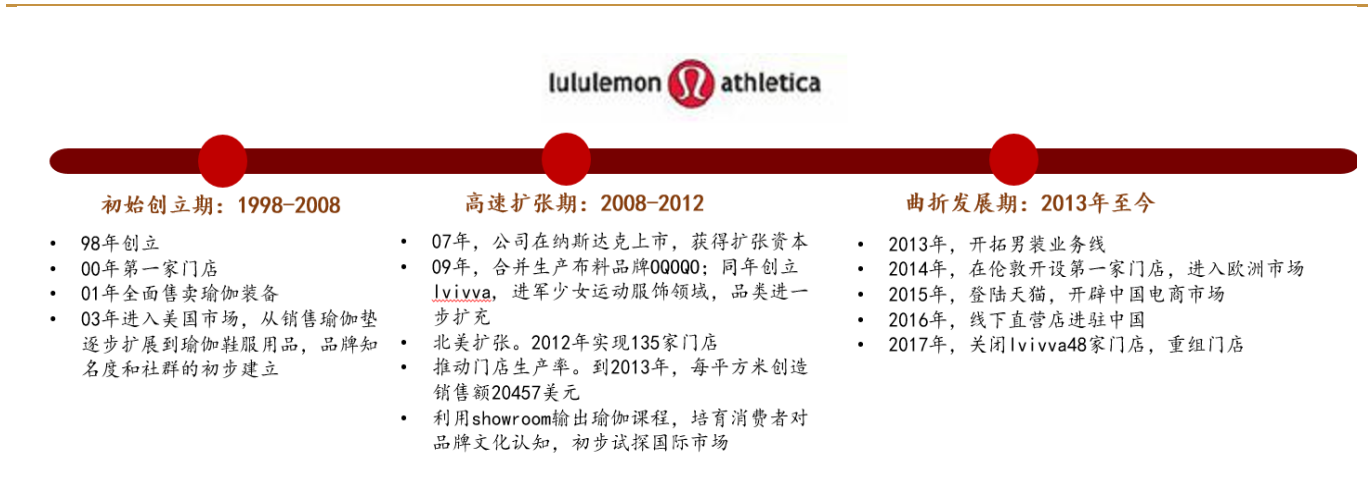 lululemon athletica
初始创立期：1998-2008
• 98年创立
• 00年第一家门店
• 01年全面售卖瑜伽装备
• 03年进入美国市场，从销售瑜伽垫
逐步扩展到瑜伽鞋服用品，品牌知
名度和社群的初步建立
高速扩张期：2008-2012
• 07年，公司在纳斯达克上市，获得扩张资本
• 09年，合并生产布料品牌OQOQO；同年创立
lvivva，进军少女运动服饰领域，品类进一
步扩充
• 北美扩张。2012年实现135家门店
• 推动门店生产率。到2013年，每平方米创造
销售额20457美元
• 利用showroom输出瑜伽课程，培育消费者对
品牌文化认知，初步试探国际市场
曲折发展期：2013年至今
• 2013年，开拓男装业务线
• 2014年，在伦敦开设第一家门店，进入欧洲市场
• 2015年，登陆天猫，开辟中国电商市场
• 2016年，线下直营店进驻中国
• 2017年，关闭lvivva48家门店，重组门店